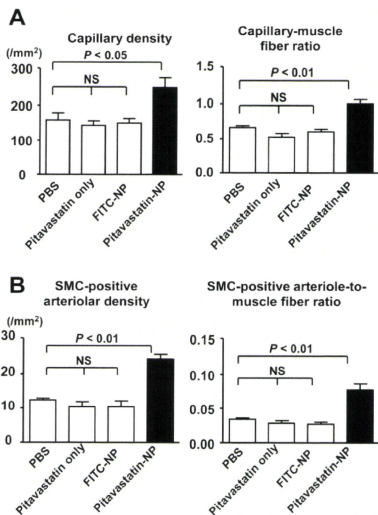 A
Capillary density
(/mm²)
P < 0.05
NS
300
200
100
0
PBS
Pitavastatin only
FITC-NP
Pitavastatin-NP
Capillary-muscle
fiber ratio
P < 0.01
NS
1.5
1.0
0.5
0.0
PBS
Pitavastatin only
FITC-NP
Pitavastatin-NP
B
SMC-positive
arteriolar density
(/mm²)
P < 0.01
NS
30
20
10
0
PBS
Pitavastatin only
FITC-NP
Pitavastatin-NP
SMC-positive arteriole-to-
muscle fiber ratio
P < 0.01
NS
0.15
0.10
0.05
0.00
PBS
Pitavastatin only
FITC-NP
Pitavastatin-NP